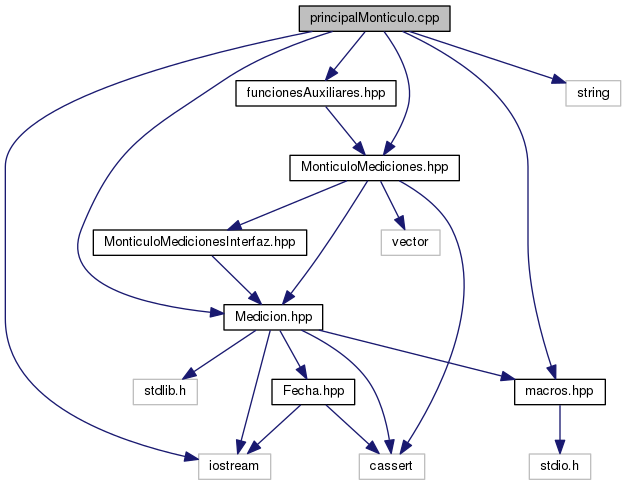 principalMonticulo.cpp
funcionesAuxiliares.hpp
string
MonticuloMediciones.hpp
MonticuloMedicionesInterfaz.hpp
vector
Medicion.hpp
stdlib.h
Fecha.hpp
macros.hpp
iostream
cassert
stdio.h